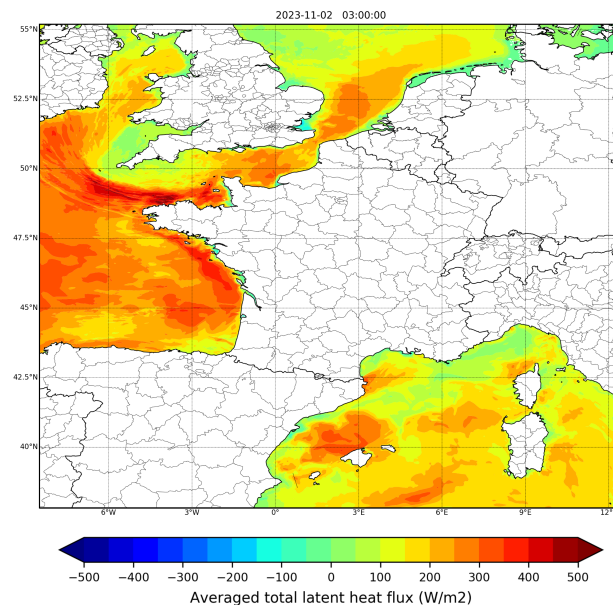 2023-11-02 03:00:00
55°N
52.5°N
50°N
47.5°N
45°N
42.5°N
40°N
6°W 3°W 0° 3°E 6°E 9°E 12°E
−500 −400 −300 −200 −100 0 100 200 300 400 500
Averaged total latent heat flux (W/m2)